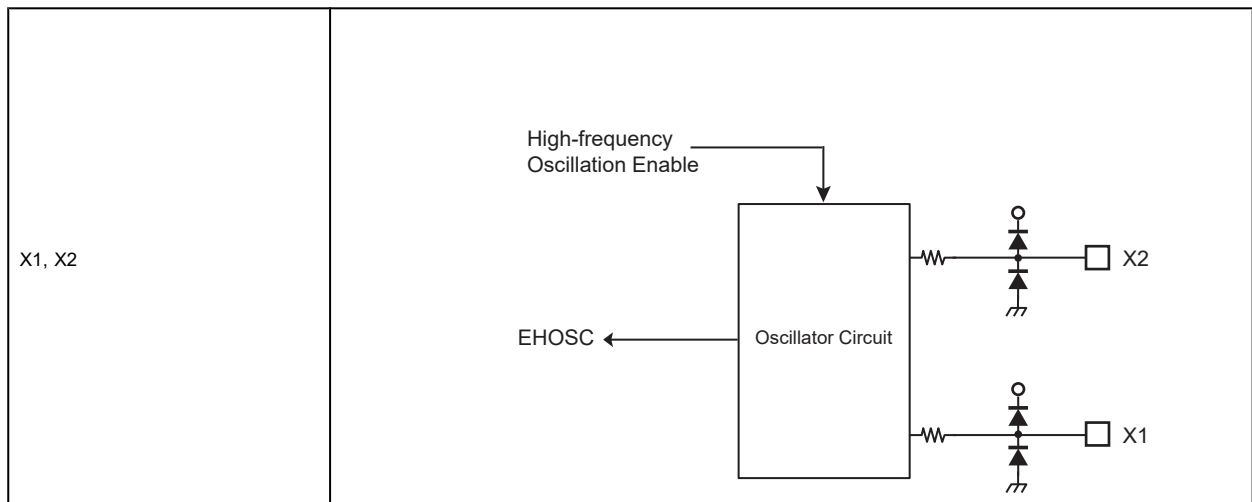 X1, X2
High-frequency
Oscillation Enable
X2
EHOSC
Oscillator Circuit
X1